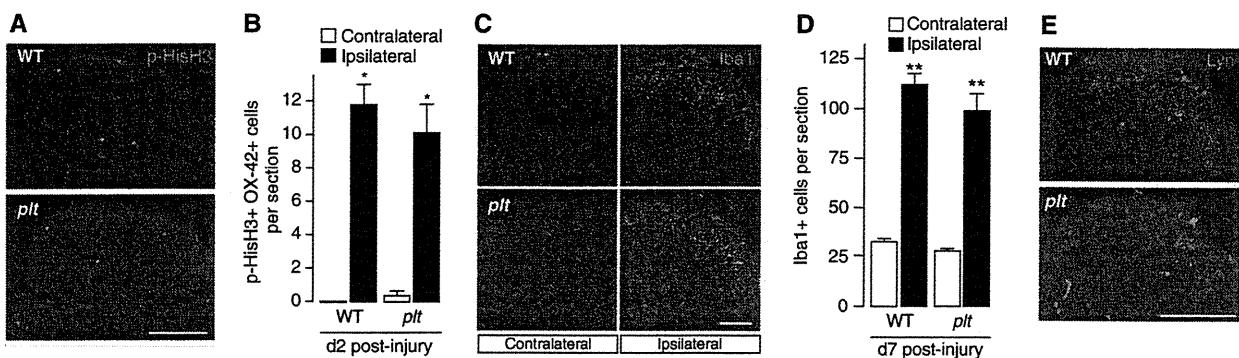 A
WT
p-HisH3
plt
B
Contralateral
Ipsilateral
p-HisH3+ OX-42+ cells
per section
12
10
8
6
4
2
0
*
*
WT
plt
d2 post-injury
C
WT
Iba1
plt
Contralateral
Ipsilateral
D
Contralateral
Ipsilateral
Iba1+ cells per section
125
100
75
50
25
0
**
**
WT
plt
d7 post-injury
E
WT
Lyn
plt